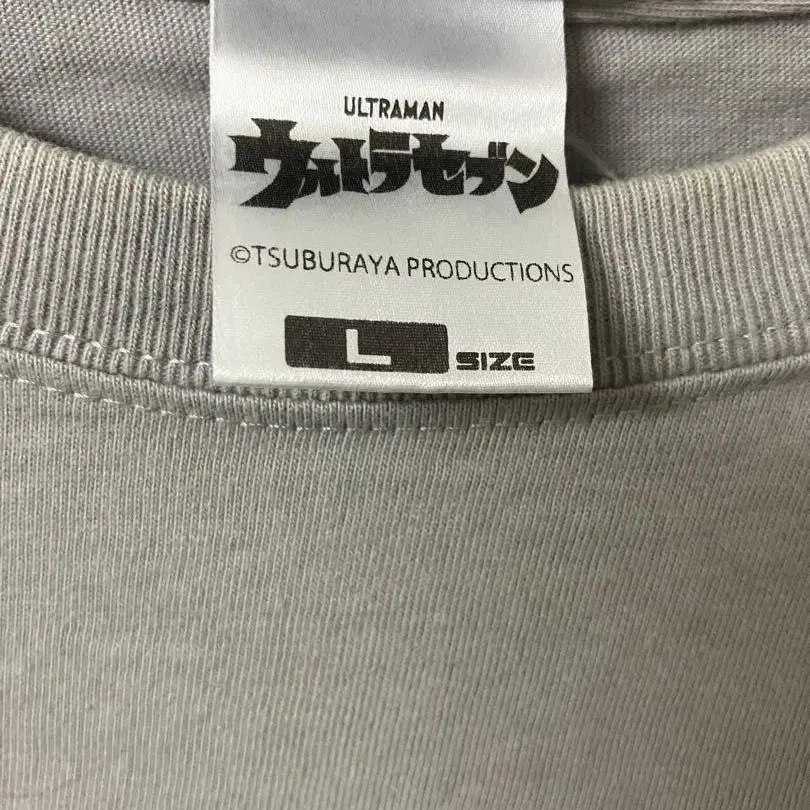 ULTRAMAN
ウルトラセブン
©TSUBURAYA PRODUCTIONS
L SIZE